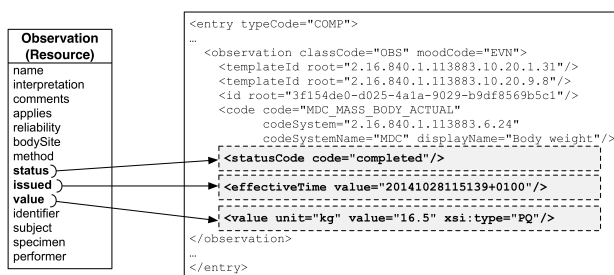 Observation
(Resource)
name
interpretation
comments
applies
reliability
bodySite
method
status
issued
value
identifier
subject
specimen
performer
<entry typeCode="COMP">
…
<observation classCode="OBS" moodCode="EVN">
<templateId root="2.16.840.1.113883.10.20.1.31"/>
<templateId root="2.16.840.1.113883.10.20.9.8"/>
<id root="3f154de0-d025-4a1a-9029-b9df8569b5c1"/>
<code code="MDC_MASS_BODY_ACTUAL"
codeSystem="2.16.840.1.113883.6.24"
codeSystemName="MDC" displayName="Body weight"/>
<statusCode code="completed"/>
<effectiveTime value="20141028115139+0100"/>
<value unit="kg" value="16.5" xsi:type="PQ"/>
</observation>
…
</entry>